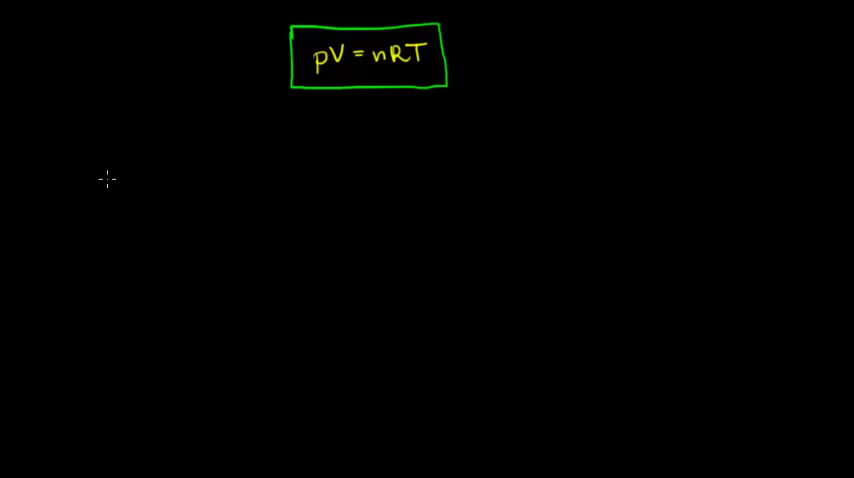 pV = nRT